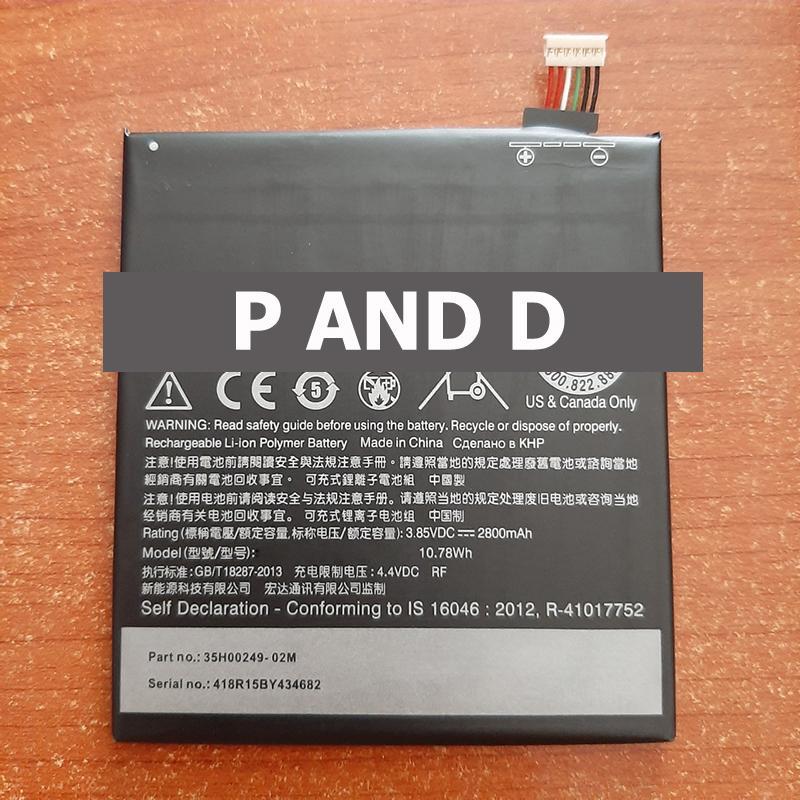 P AND D
5
US & Canada Only
WARNING: Read safety guide before using the battery. Recycle or dispose of properly.
Rechargeable Li-ion Polymer Battery Made in China Сделано в КНР
注意!使用電池前請閱讀安全與法規注意手冊。請遵照當地的規定處理廢舊電池或諮詢當地
經銷商有關電池回收事宜。 可充式鋰離子電池組 中國製
注意!使用电池前请阅读安全与法规注意手册。请遵照当地的规定处理废旧电池或咨询当地
经销商有关电池回收事宜。 可充式锂离子电池组 中国制
Rating (標稱電壓/額定容量,标称电压/额定容量): 3.85VDC 2800mAh
Model (型號/型号): 10.78Wh
执行标准: GB/T18287-2013 充电限制电压: 4.4VDC RF
新能源科技有限公司 宏达通讯有限公司
Self Declaration - Conforming to IS 16046 : 2012, R-41017752
Part no.: 35H00249-02M
Serial no.: 418R15BY434682